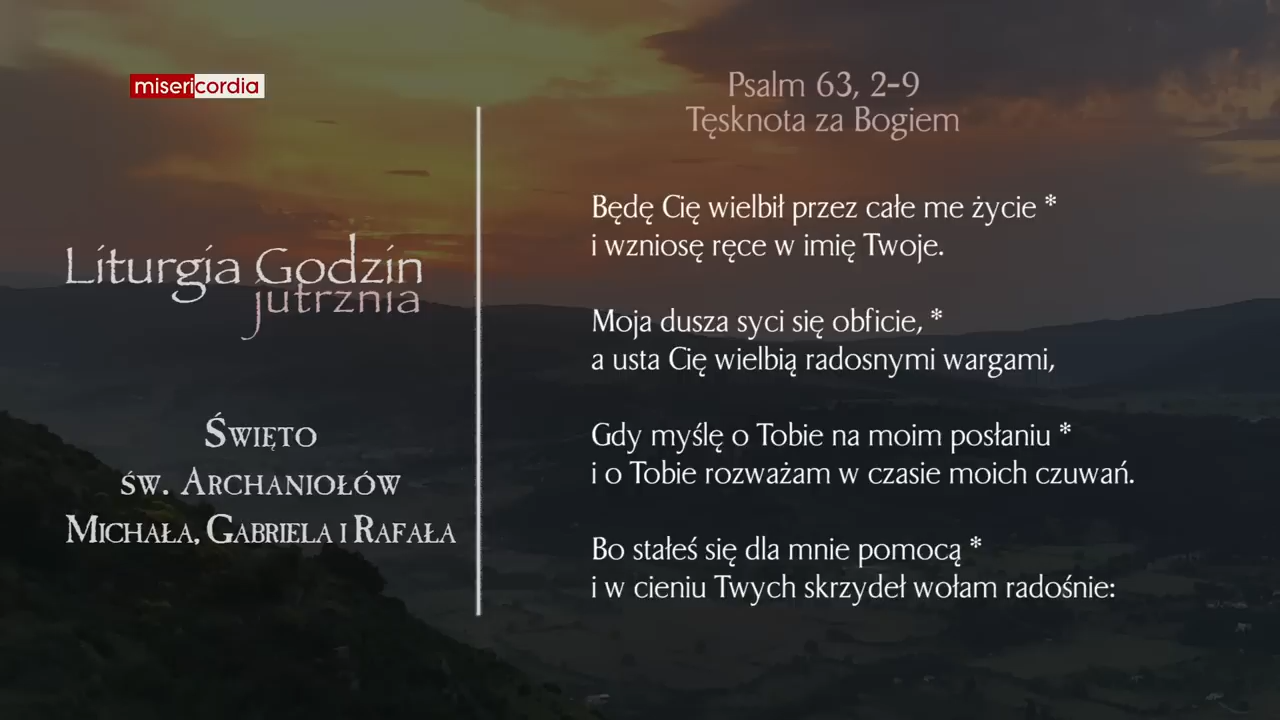 misericordia
Liturgia Godzin
jutrznia
Święto
św. Archaniołów
Michała, Gabriela i Rafała
Psalm 63, 2-9
Tęsknota za Bogiem
Będę Cię wielbił przez całe me życie *
i wzniosę ręce w imię Twoje.
Moja dusza syci się obficie, *
a usta Cię wielbią radosnymi wargami,
Gdy myślę o Tobie na moim posłaniu *
i o Tobie rozważam w czasie moich czuwań.
Bo stałeś się dla mnie pomocą *
i w cieniu Twych skrzydeł wołam radośnie: